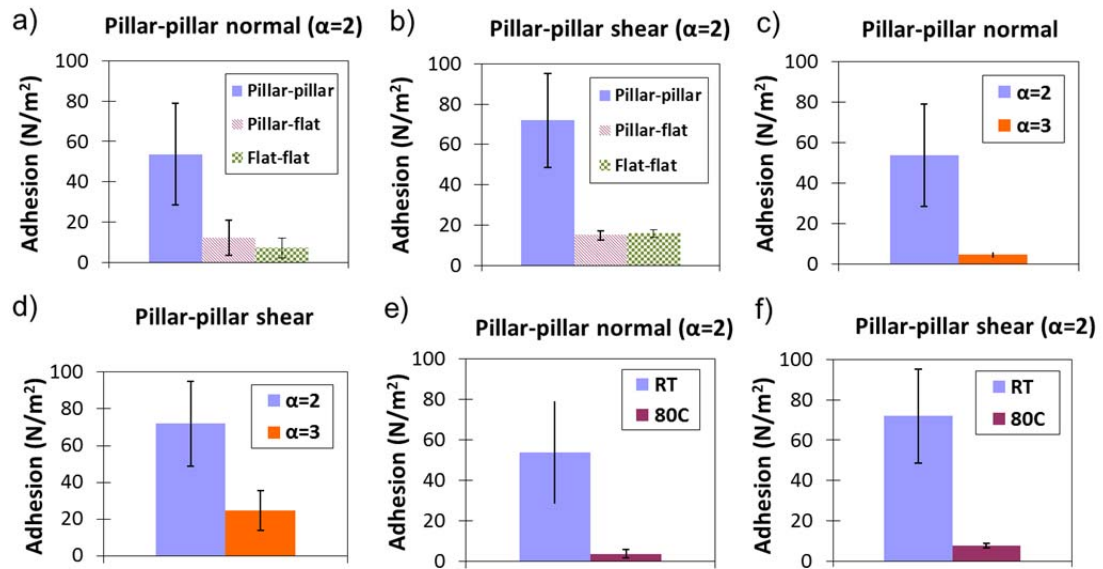 a)
Pillar-pillar normal (α=2)
Adhesion (N/m²)
100
80
60
40
20
0
Pillar-pillar
Pillar-flat
Flat-flat
b)
Pillar-pillar shear (α=2)
Adhesion (N/m²)
100
80
60
40
20
0
Pillar-pillar
Pillar-flat
Flat-flat
c)
Pillar-pillar normal
Adhesion (N/m²)
100
80
60
40
20
0
α=2
α=3
d)
Pillar-pillar shear
Adhesion (N/m²)
100
80
60
40
20
0
α=2
α=3
e)
Pillar-pillar normal (α=2)
Adhesion (N/m²)
100
80
60
40
20
0
RT
80C
f)
Pillar-pillar shear (α=2)
Adhesion (N/m²)
100
80
60
40
20
0
RT
80C